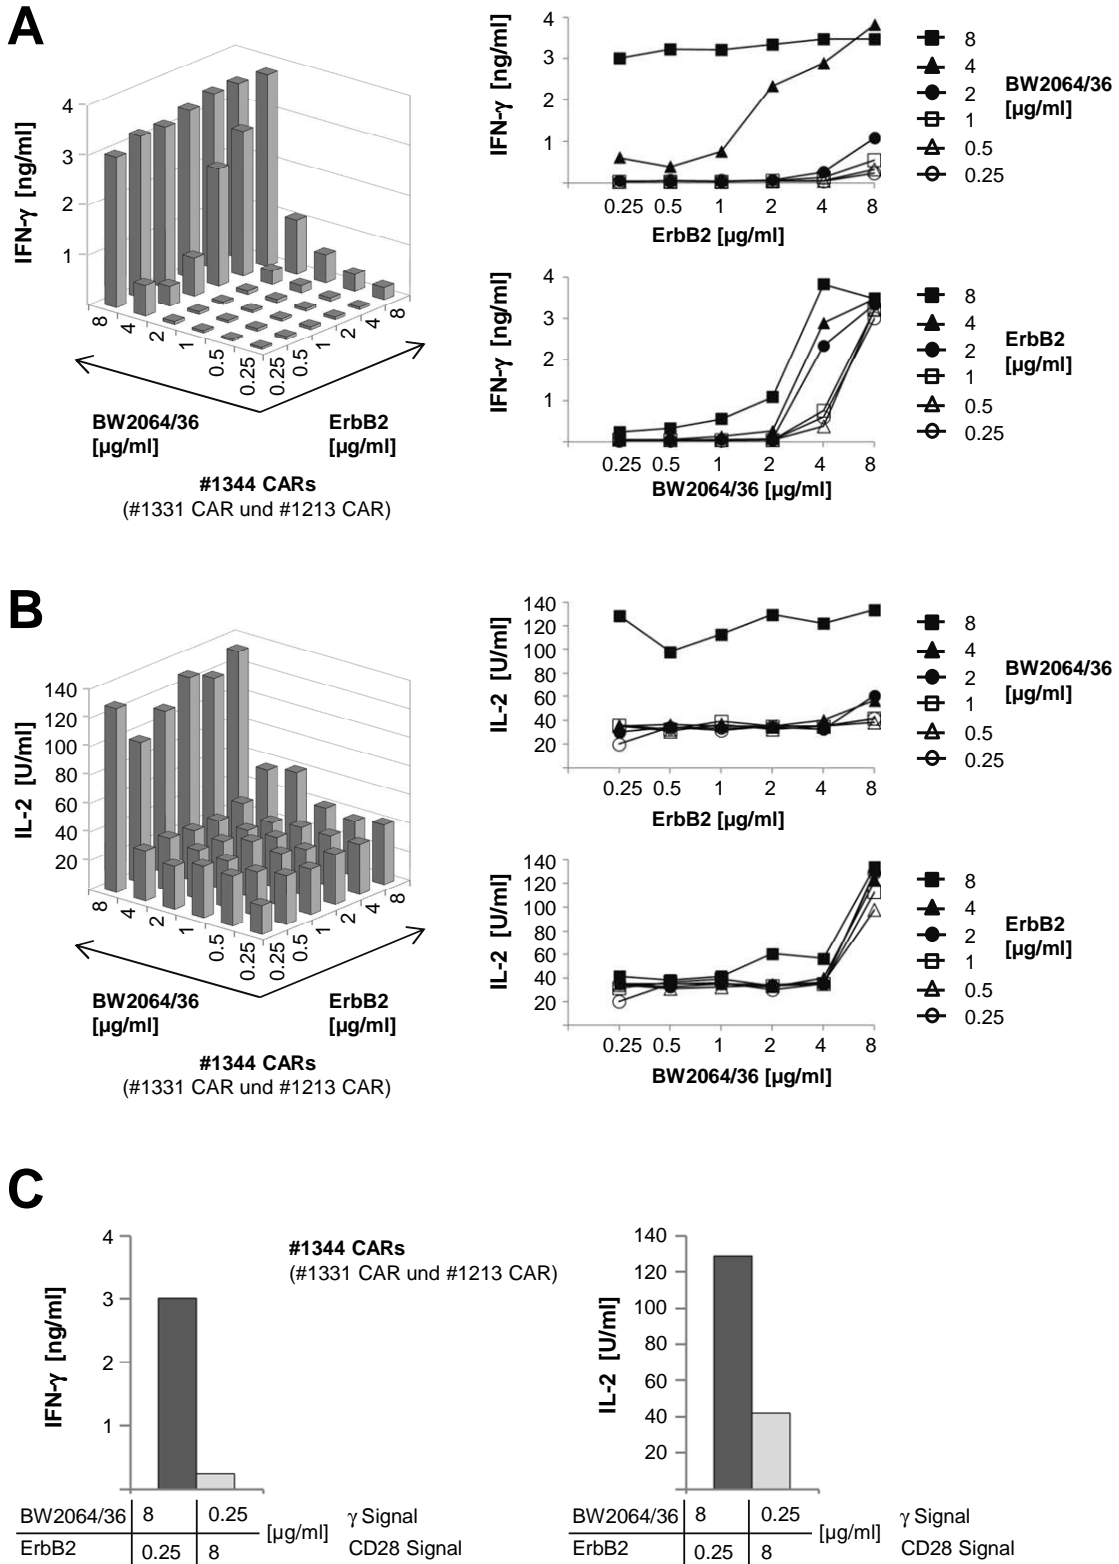 A
IFN-γ [ng/ml]
4
3
2
1
8
4
2
1
0.5
0.25
0.25
0.5
1
2
4
8
BW2064/36
[µg/ml]
ErbB2
[µg/ml]
#1344 CARs
(#1331 CAR und #1213 CAR)
IFN-γ [ng/ml]
4
3
2
1
0.25 0.5 1 2 4 8
ErbB2 [µg/ml]
8
4
2
1
0.5
0.25
BW2064/36
[µg/ml]
IFN-γ [ng/ml]
4
3
2
1
0.25 0.5 1 2 4 8
BW2064/36 [µg/ml]
8
4
2
1
0.5
0.25
ErbB2
[µg/ml]
B
IL-2 [U/ml]
140
120
100
80
60
40
20
8
4
2
1
0.5
0.25
0.25
0.5
1
2
4
8
BW2064/36
[µg/ml]
ErbB2
[µg/ml]
#1344 CARs
(#1331 CAR und #1213 CAR)
IL-2 [U/ml]
140
120
100
80
60
40
20
0.25 0.5 1 2 4 8
ErbB2 [µg/ml]
8
4
2
1
0.5
0.25
BW2064/36
[µg/ml]
IL-2 [U/ml]
140
120
100
80
60
40
20
0.25 0.5 1 2 4 8
BW2064/36 [µg/ml]
8
4
2
1
0.5
0.25
ErbB2
[µg/ml]
C
IFN-γ [ng/ml]
4
3
2
1
#1344 CARs
(#1331 CAR und #1213 CAR)
BW2064/36 8 0.25 γ Signal
[µg/ml]
ErbB2 0.25 8 CD28 Signal
IL-2 [U/ml]
140
120
100
80
60
40
20
BW2064/36 8 0.25 γ Signal
[µg/ml]
ErbB2 0.25 8 CD28 Signal